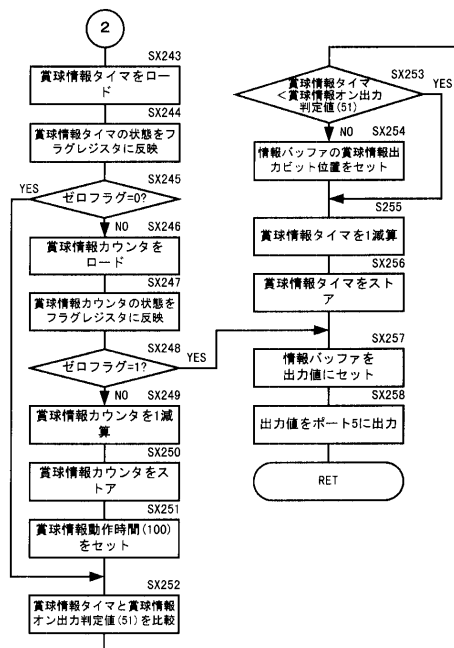 2
SX243
賞球情報タイマをロー
ド
SX244
賞球情報タイマの状態をフ
ラグレジスタに反映
SX245
YES
ゼロフラグ=0?
NO
SX246
賞球情報カウンタを
ロード
SX247
賞球情報カウンタの状態を
フラグレジスタに反映
SX248
ゼロフラグ=1?
YES
NO
SX249
賞球情報カウンタを1減
算
SX250
賞球情報カウンタをス
トア
SX251
賞球情報動作時間(100)
をセット
SX252
賞球情報タイマと賞球情報
オン出力判定値(51)を比較
SX253
賞球情報タイマ
<賞球情報オン出力
判定値(51)
YES
NO
SX254
情報バッファの賞球情報出
力ビット位置をセット
S255
賞球情報タイマを1減算
SX256
賞球情報タイマをスト
ア
SX257
情報バッファを
出力値にセット
SX258
出力値をポート5に出力
RET